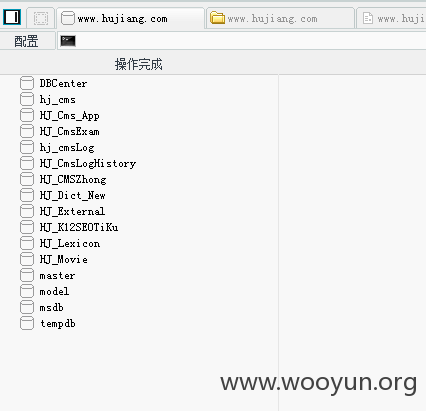 www.hujiang.com www.hujiang.com www.huj
配置
操作完成
DBCenter
hj_cms
HJ_Cms_App
HJ_CmsExam
hj_cmsLog
HJ_CmsLogHistory
HJ_CMSZhong
HJ_Dict_New
HJ_External
HJ_K12SEOTiKu
HJ_Lexicon
HJ_Movie
master
model
msdb
tempdb
www.wooyun.org